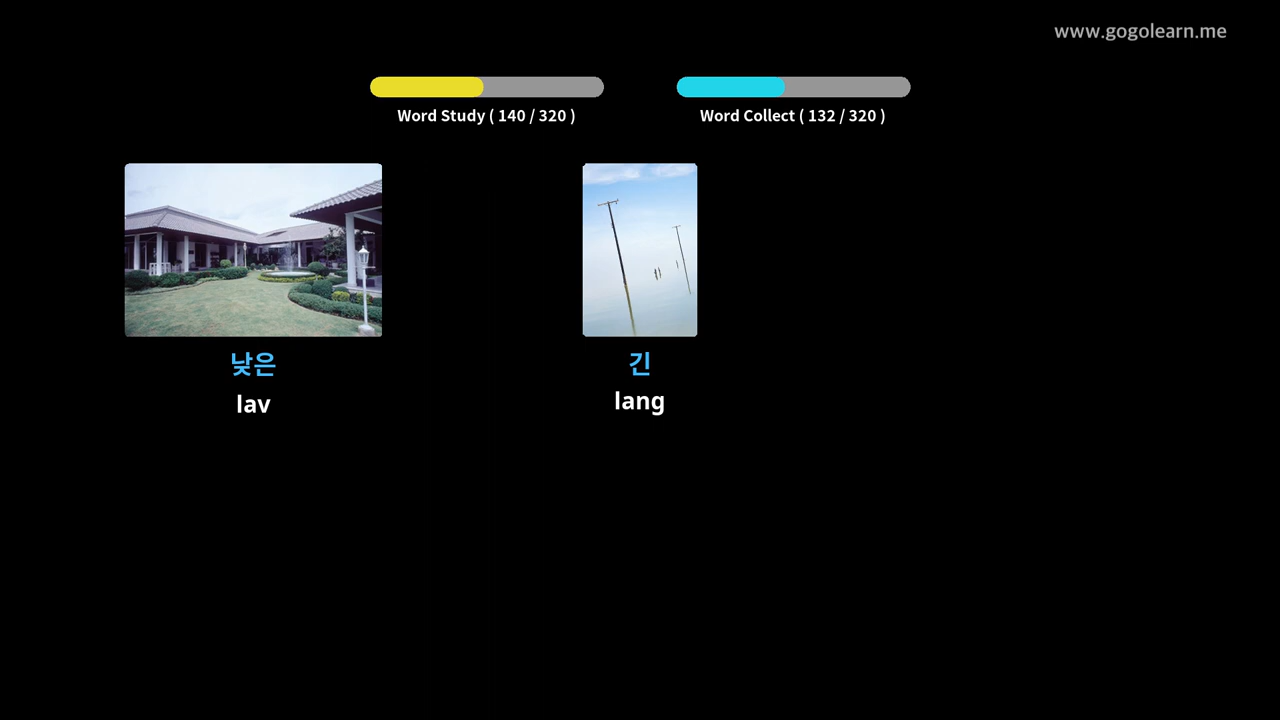 www.gogolearn.me
Word Study ( 140 / 320 )
Word Collect ( 132 / 320 )
낮은
lav
긴
lang